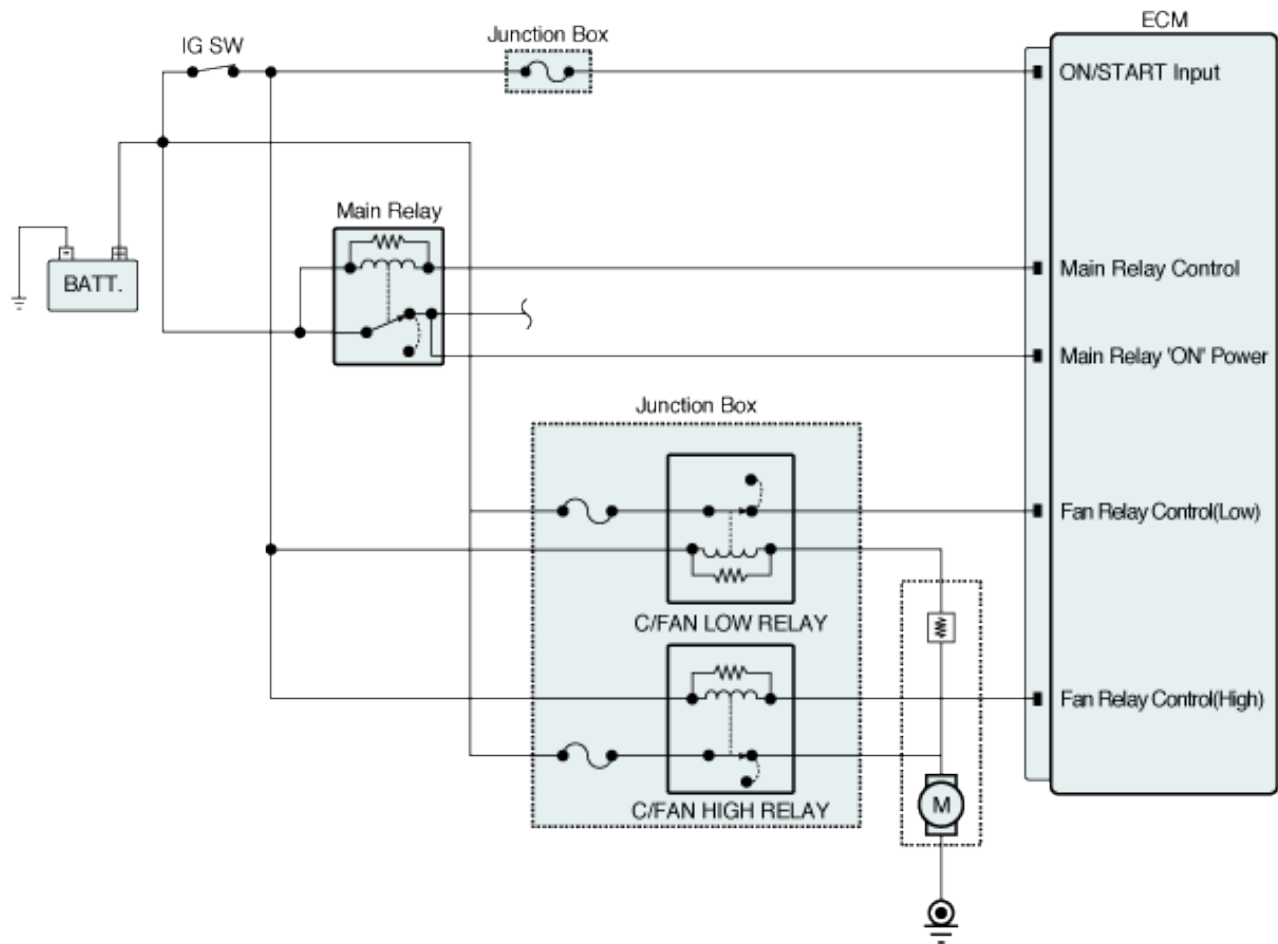 ECM
IG SW
Junction Box
ON/START Input
Main Relay
- +
BATT.
Main Relay Control
Main Relay 'ON' Power
Junction Box
Fan Relay Control(Low)
C/FAN LOW RELAY
Fan Relay Control(High)
C/FAN HIGH RELAY
M